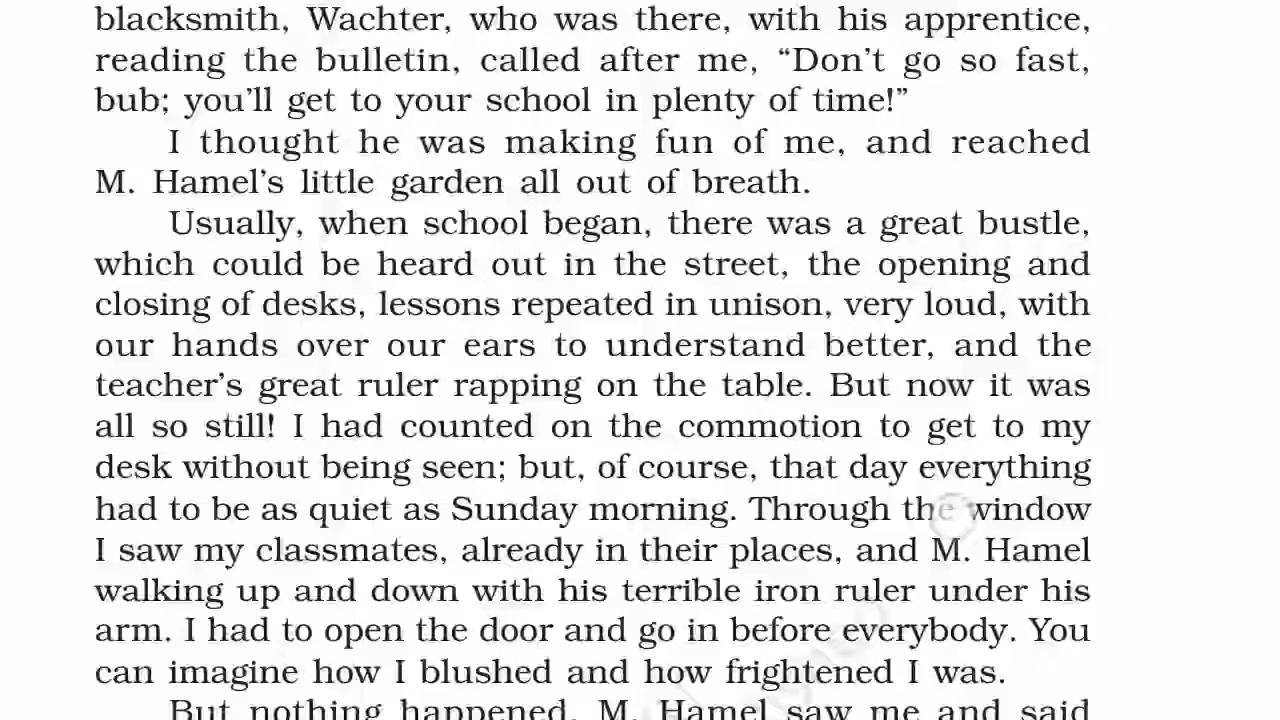 blacksmith, Wachter, who was there, with his apprentice,
reading the bulletin, called after me, “Don’t go so fast,
bub; you’ll get to your school in plenty of time!”
I thought he was making fun of me, and reached
M. Hamel’s little garden all out of breath.
Usually, when school began, there was a great bustle,
which could be heard out in the street, the opening and
closing of desks, lessons repeated in unison, very loud, with
our hands over our ears to understand better, and the
teacher’s great ruler rapping on the table. But now it was
all so still! I had counted on the commotion to get to my
desk without being seen; but, of course, that day everything
had to be as quiet as Sunday morning. Through the window
I saw my classmates, already in their places, and M. Hamel
walking up and down with his terrible iron ruler under his
arm. I had to open the door and go in before everybody. You
can imagine how I blushed and how frightened I was.
But nothing happened. M. Hamel saw me and said